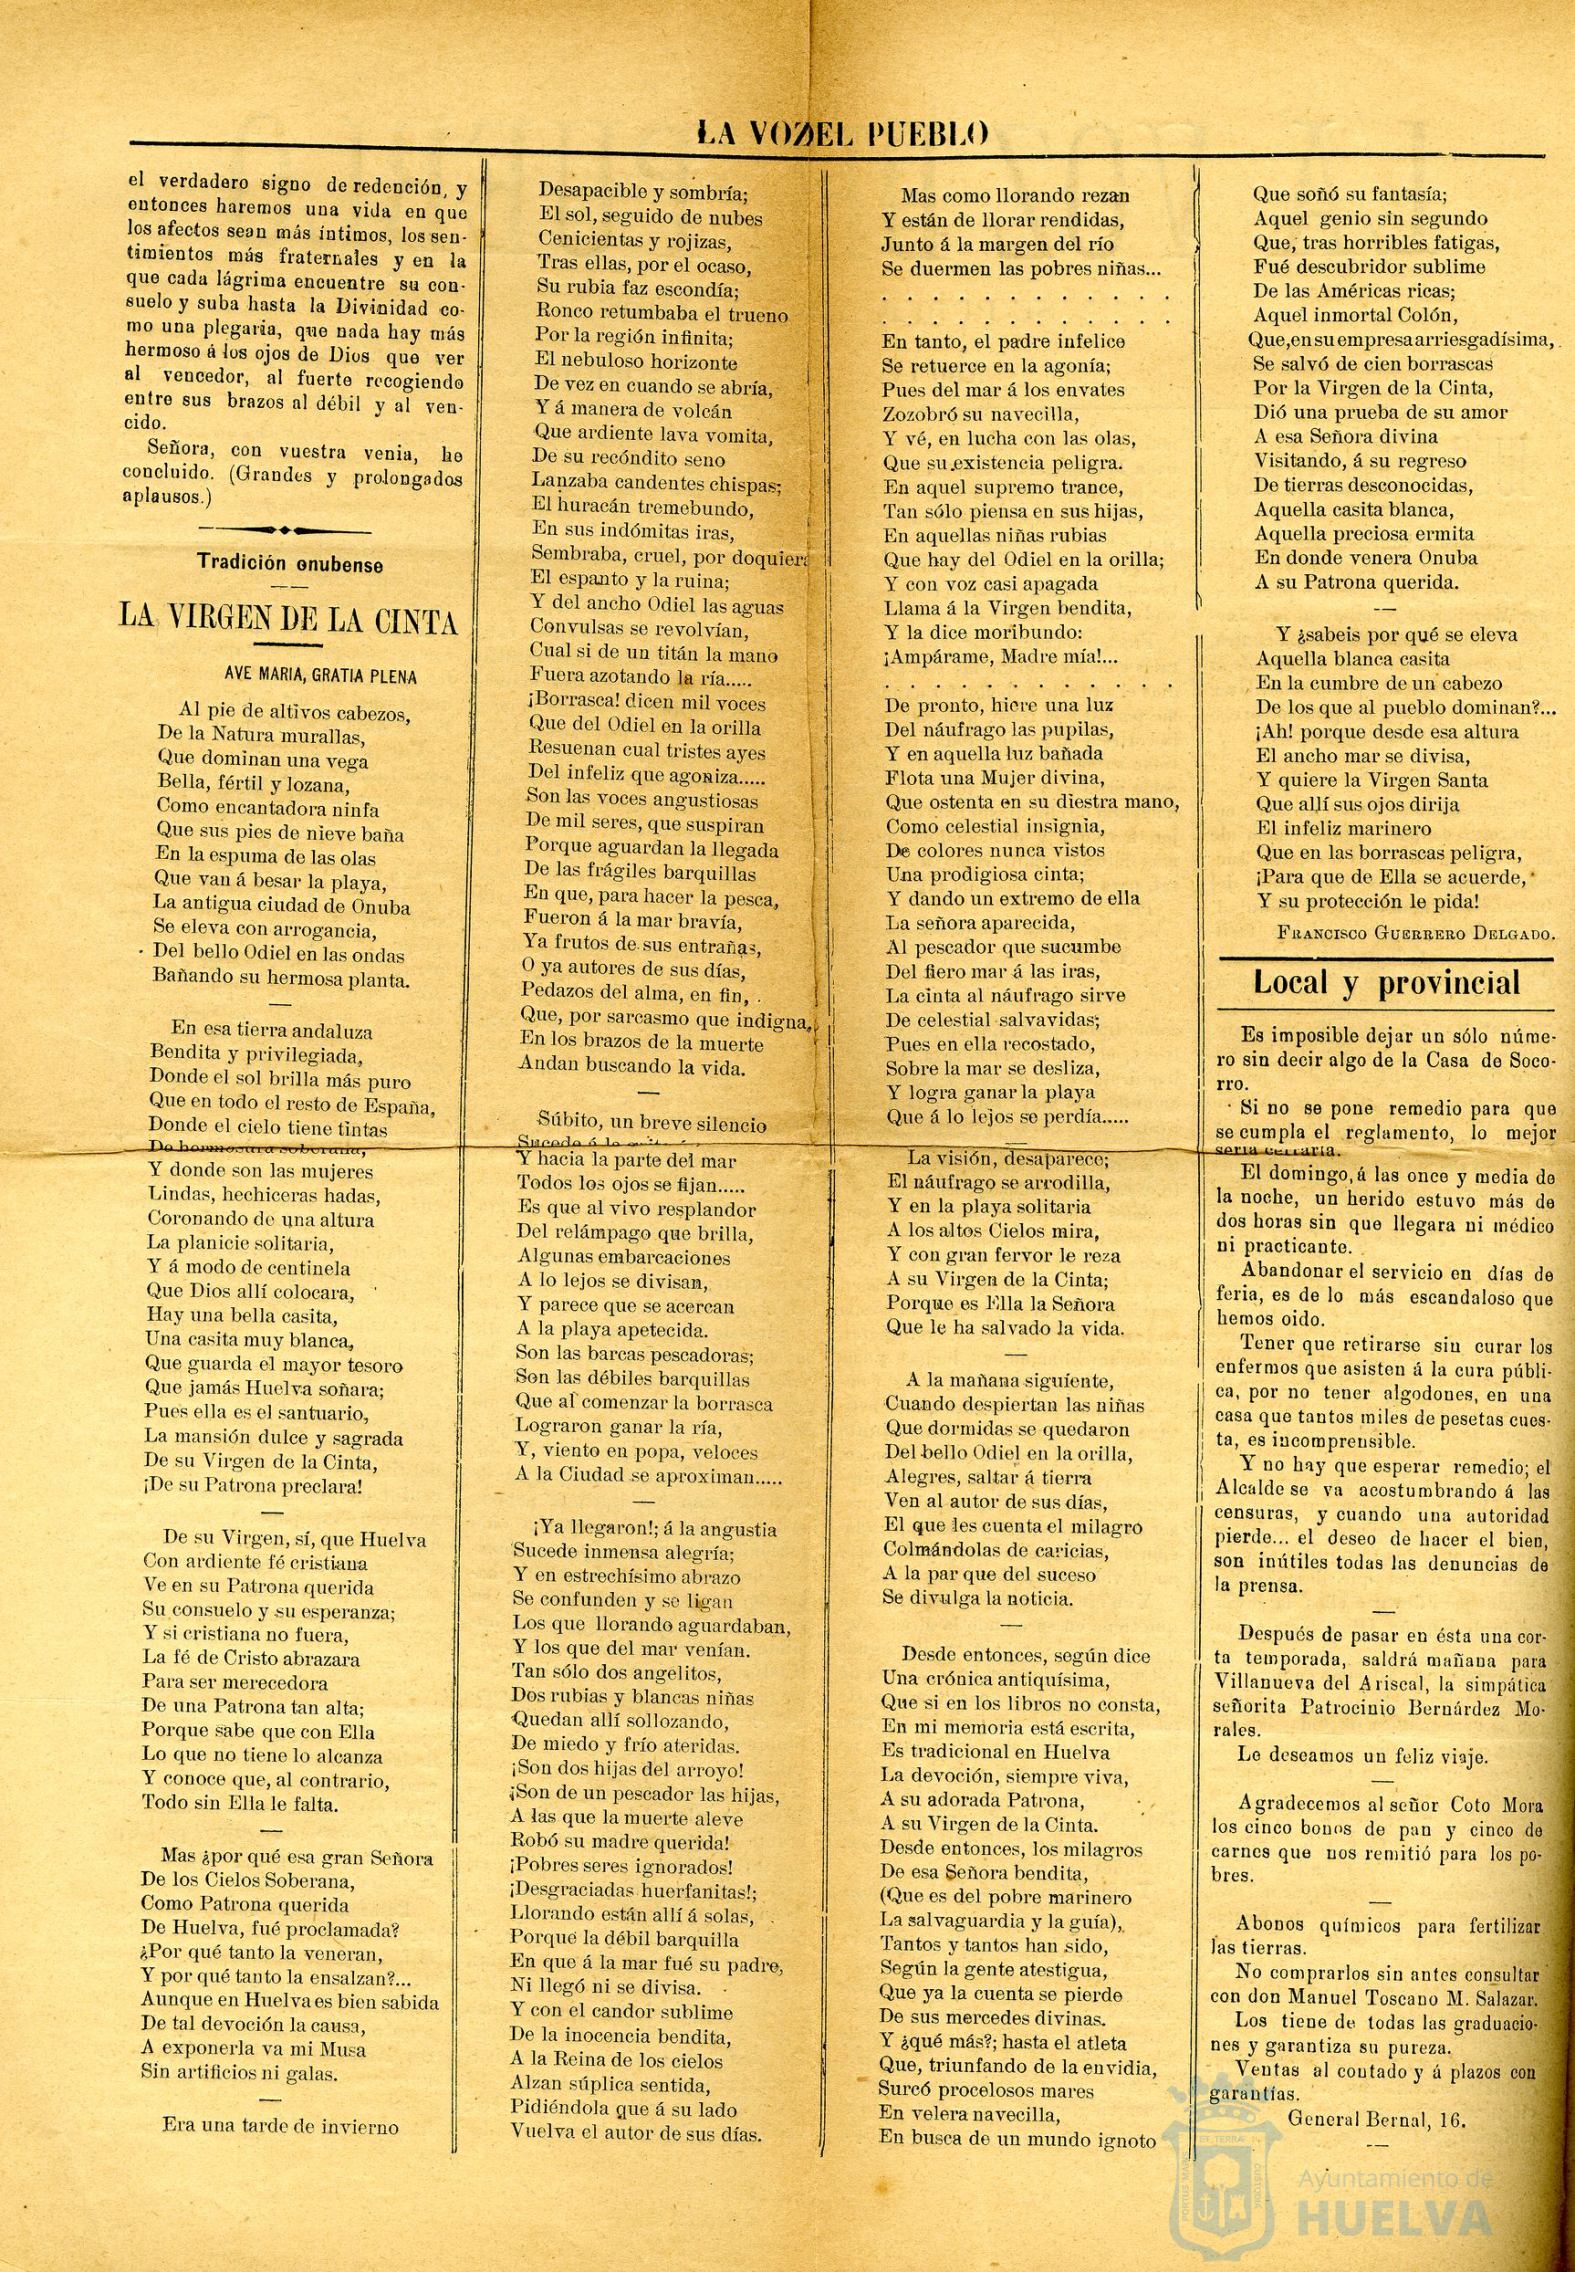 LA VOZ DEL PUEBLO
el verdadero signo de redención, y
entonces haremos una vida en que
los afectos sean más íntimos, los sen-
timientos más fraternales y en la
que cada lágrima encuentre su con-
suelo y suba hasta la Divinidad co-
mo una plegaria, que nada hay más
hermoso á los ojos de Dios que ver
al vencedor, al fuerte recogiendo
entre sus brazos al débil y al ven-
cido.
Señora, con vuestra venia, he
concluido. (Grandes y prolongados
aplausos.)
Tradición onubense
LA VIRGEN DE LA CINTA
AVE MARIA, GRATIA PLENA
Al pie de altivos cabezos,
De la Natura murallas,
Que dominan una vega
Bella, fértil y lozana,
Como encantadora ninfa
Que sus pies de nieve baña
En la espuma de las olas
Que van á besar la playa,
La antigua ciudad de Onuba
Se eleva con arrogancia,
Del bello Odiel en las ondas
Bañando su hermosa planta.
En esa tierra andaluza
Bendita y privilegiada,
Donde el sol brilla más puro
Que en todo el resto de España,
Donde el cielo tiene tintas
De hermosura soberana,
Y donde son las mujeres
Lindas, hechiceras hadas,
Coronando de una altura
La planicie solitaria,
Y á modo de centinela
Que Dios allí colocara,
Hay una bella casita,
Una casita muy blanca,
Que guarda el mayor tesoro
Que jamás Huelva soñara;
Pues ella es el santuario,
La mansión dulce y sagrada
De su Virgen de la Cinta,
¡De su Patrona preclara!
De su Virgen, sí, que Huelva
Con ardiente fé cristiana
Ve en su Patrona querida
Su consuelo y su esperanza;
Y si cristiana no fuera,
La fé de Cristo abrazara
Para ser merecedora
De una Patrona tan alta;
Porque sabe que con Ella
Lo que no tiene lo alcanza
Y conoce que, al contrario,
Todo sin Ella le falta.
Mas ¿por qué esa gran Señora
De los Cielos Soberana,
Como Patrona querida
De Huelva, fué proclamada?
¿Por qué tanto la veneran,
Y por qué tanto la ensalzan?...
Aunque en Huelva es bien sabida
De tal devoción la causa,
A exponerla va mi Musa
Sin artificios ni galas.
Era una tarde de invierno
Desapacible y sombría;
El sol, seguido de nubes
Cenicientas y rojizas,
Tras ellas, por el ocaso,
Su rubia faz escondía;
Ronco retumbaba el trueno
Por la región infinita;
El nebuloso horizonte
De vez en cuando se abría,
Y á manera de volcán
Que ardiente lava vomita,
De su recóndito seno
Lanzaba candentes chispas;
El huracán tremebundo,
En sus indómitas iras,
Sembraba, cruel, por doquiera
El espanto y la ruina;
Y del ancho Odiel las aguas
Convulsas se revolvían,
Cual si de un titán la mano
Fuera azotando la ría.....
¡Borrasca! dicen mil voces
Que del Odiel en la orilla
Resuenan cual tristes ayes
Del infeliz que agoniza.....
Son las voces angustiosas
De mil seres, que suspiran
Porque aguardan la llegada
De las frágiles barquillas
En que, para hacer la pesca,
Fueron á la mar bravía,
Ya frutos de sus entrañas,
O ya autores de sus días,
Pedazos del alma, en fin,
Que, por sarcasmo que indigna,
En los brazos de la muerte
Andan buscando la vida.
Súbito, un breve silencio
Sucede á la
Y hacia la parte del mar
Todos los ojos se fijan.....
Es que al vivo resplandor
Del relámpago que brilla,
Algunas embarcaciones
A lo lejos se divisan,
Y parece que se acercan
A la playa apetecida.
Son las barcas pescadoras;
Son las débiles barquillas
Que al comenzar la borrasca
Lograron ganar la ría,
Y, viento en popa, veloces
A la Ciudad se aproximan.....
¡Ya llegaron!; á la angustia
Sucede inmensa alegría;
Y en estrechísimo abrazo
Se confunden y se ligan
Los que llorando aguardaban,
Y los que del mar venían.
Tan sólo dos angelitos,
Dos rubias y blancas niñas
Quedan allí sollozando,
De miedo y frío ateridas.
¡Son dos hijas del arroyo!
¡Son de un pescador las hijas,
A las que la muerte aleve
Robó su madre querida!
¡Pobres seres ignorados!
¡Desgraciadas huerfanitas!;
Llorando están allí á solas,
Porque la débil barquilla
En que á la mar fué su padre,
Ni llegó ni se divisa.
Y con el candor sublime
De la inocencia bendita,
A la Reina de los cielos
Alzan súplica sentida,
Pidiéndola que á su lado
Vuelva el autor de sus días.
Mas como llorando rezan
Y están de llorar rendidas,
Junto á la margen del río
Se duermen las pobres niñas...
. . . . . . . . . . . .
. . . . . . . . . . . .
En tanto, el padre infelice
Se retuerce en la agonía;
Pues del mar á los envates
Zozobró su navecilla,
Y vé, en lucha con las olas,
Que su existencia peligra.
En aquel supremo trance,
Tan sólo piensa en sus hijas,
En aquellas niñas rubias
Que hay del Odiel en la orilla;
Y con voz casi apagada
Llama á la Virgen bendita,
Y la dice moribundo:
¡Ampárame, Madre mía!...
. . . . . . . . . . . .
De pronto, hiere una luz
Del náufrago las pupilas,
Y en aquella luz bañada
Flota una Mujer divina,
Que ostenta en su diestra mano,
Como celestial insignia,
De colores nunca vistos
Una prodigiosa cinta;
Y dando un extremo de ella
La señora aparecida,
Al pescador que sucumbe
Del fiero mar á las iras,
La cinta al náufrago sirve
De celestial salvavidas;
Pues en ella recostado,
Sobre la mar se desliza,
Y logra ganar la playa
Que á lo lejos se perdía.....
La visión, desaparece;
El náufrago se arrodilla,
Y en la playa solitaria
A los altos Cielos mira,
Y con gran fervor le reza
A su Virgen de la Cinta;
Porque es Ella la Señora
Que le ha salvado la vida.
A la mañana siguiente,
Cuando despiertan las niñas
Que dormidas se quedaron
Del bello Odiel en la orilla,
Alegres, saltar á tierra
Ven al autor de sus días,
El que les cuenta el milagro
Colmándolas de caricias,
A la par que del suceso
Se divulga la noticia.
Desde entonces, según dice
Una crónica antiquísima,
Que si en los libros no consta,
En mi memoria está escrita,
Es tradicional en Huelva
La devoción, siempre viva,
A su adorada Patrona,
A su Virgen de la Cinta.
Desde entonces, los milagros
De esa Señora bendita,
(Que es del pobre marinero
La salvaguardia y la guía),
Tantos y tantos han sido,
Según la gente atestigua,
Que ya la cuenta se pierde
De sus mercedes divinas.
Y ¿qué más?; hasta el atleta
Que, triunfando de la envidia,
Surcó procelosos mares
En velera navecilla,
En busca de un mundo ignoto
Que soñó su fantasía;
Aquel genio sin segundo
Que, tras horribles fatigas,
Fué descubridor sublime
De las Américas ricas;
Aquel inmortal Colón,
Que, en su empresa arriesgadísima,
Se salvó de cien borrascas
Por la Virgen de la Cinta,
Dió una prueba de su amor
A esa Señora divina
Visitando, á su regreso
De tierras desconocidas,
Aquella casita blanca,
Aquella preciosa ermita
En donde venera Onuba
A su Patrona querida.
Y ¿sabeis por qué se eleva
Aquella blanca casita
En la cumbre de un cabezo
De los que al pueblo dominan?...
¡Ah! porque desde esa altura
El ancho mar se divisa,
Y quiere la Virgen Santa
Que allí sus ojos dirija
El infeliz marinero
Que en las borrascas peligra,
¡Para que de Ella se acuerde,
Y su protección le pida!
FRANCISCO GUERRERO DELGADO.
Local y provincial
Es imposible dejar un sólo núme-
ro sin decir algo de la Casa de Soco-
rro.
Si no se pone remedio para que
se cumpla el reglamento, lo mejor
sería cerrarla.
El domingo, á las once y media de
la noche, un herido estuvo más de
dos horas sin que llegara ni médico
ni practicante.
Abandonar el servicio en días de
feria, es de lo más escandaloso que
hemos oido.
Tener que retirarse sin curar los
enfermos que asisten á la cura públi-
ca, por no tener algodones, en una
casa que tantos miles de pesetas cues-
ta, es incomprensible.
Y no hay que esperar remedio; el
Alcalde se va acostumbrando á las
censuras, y cuando una autoridad
pierde... el deseo de hacer el bien,
son inútiles todas las denuncias de
la prensa.
Después de pasar en ésta una cor-
ta temporada, saldrá mañana para
Villanueva del Ariscal, la simpática
señorita Patrocinio Bernárdez Mo-
rales.
Le deseamos un feliz viaje.
Agradecemos al señor Coto Mora
los cinco bonos de pan y cinco de
carnes que nos remitió para los po-
bres.
Abonos químicos para fertilizar
las tierras.
No comprarlos sin antes consultar
con don Manuel Toscano M. Salazar.
Los tiene de todas las graduacio-
nes y garantiza su pureza.
Ventas al contado y á plazos con
garantías.
General Bernal, 16.
Ayuntamiento de
HUELVA